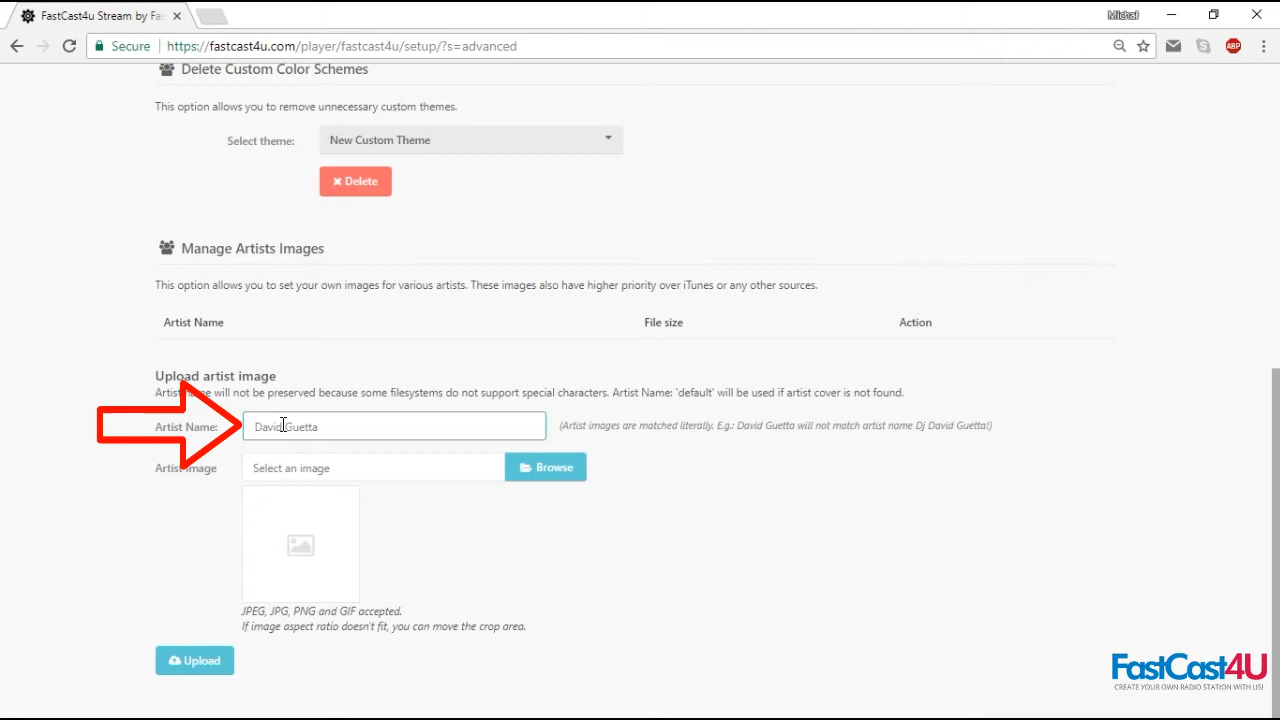 FastCast4u Stream by Fas
Michał
Secure https://fastcast4u.com/player/fastcast4u/setup/?s=advanced
ABP
Delete Custom Color Schemes
This option allows you to remove unnecessary custom themes.
Select theme: New Custom Theme
Delete
Manage Artists Images
This option allows you to set your own images for various artists. These images also have higher priority over iTunes or any other sources.
Artist Name File size Action
Upload artist image
Artist name will not be preserved because some filesystems do not support special characters. Artist Name: 'default' will be used if artist cover is not found.
Artist Name: David Guetta (Artist images are matched literally. E.g.: David Guetta will not match artist name Dj David Guetta!)
Artist Image Select an image Browse
JPEG, JPG, PNG and GIF accepted.
If image aspect ratio doesn't fit, you can move the crop area.
Upload
FastCast4U
CREATE YOUR OWN RADIO STATION WITH US!